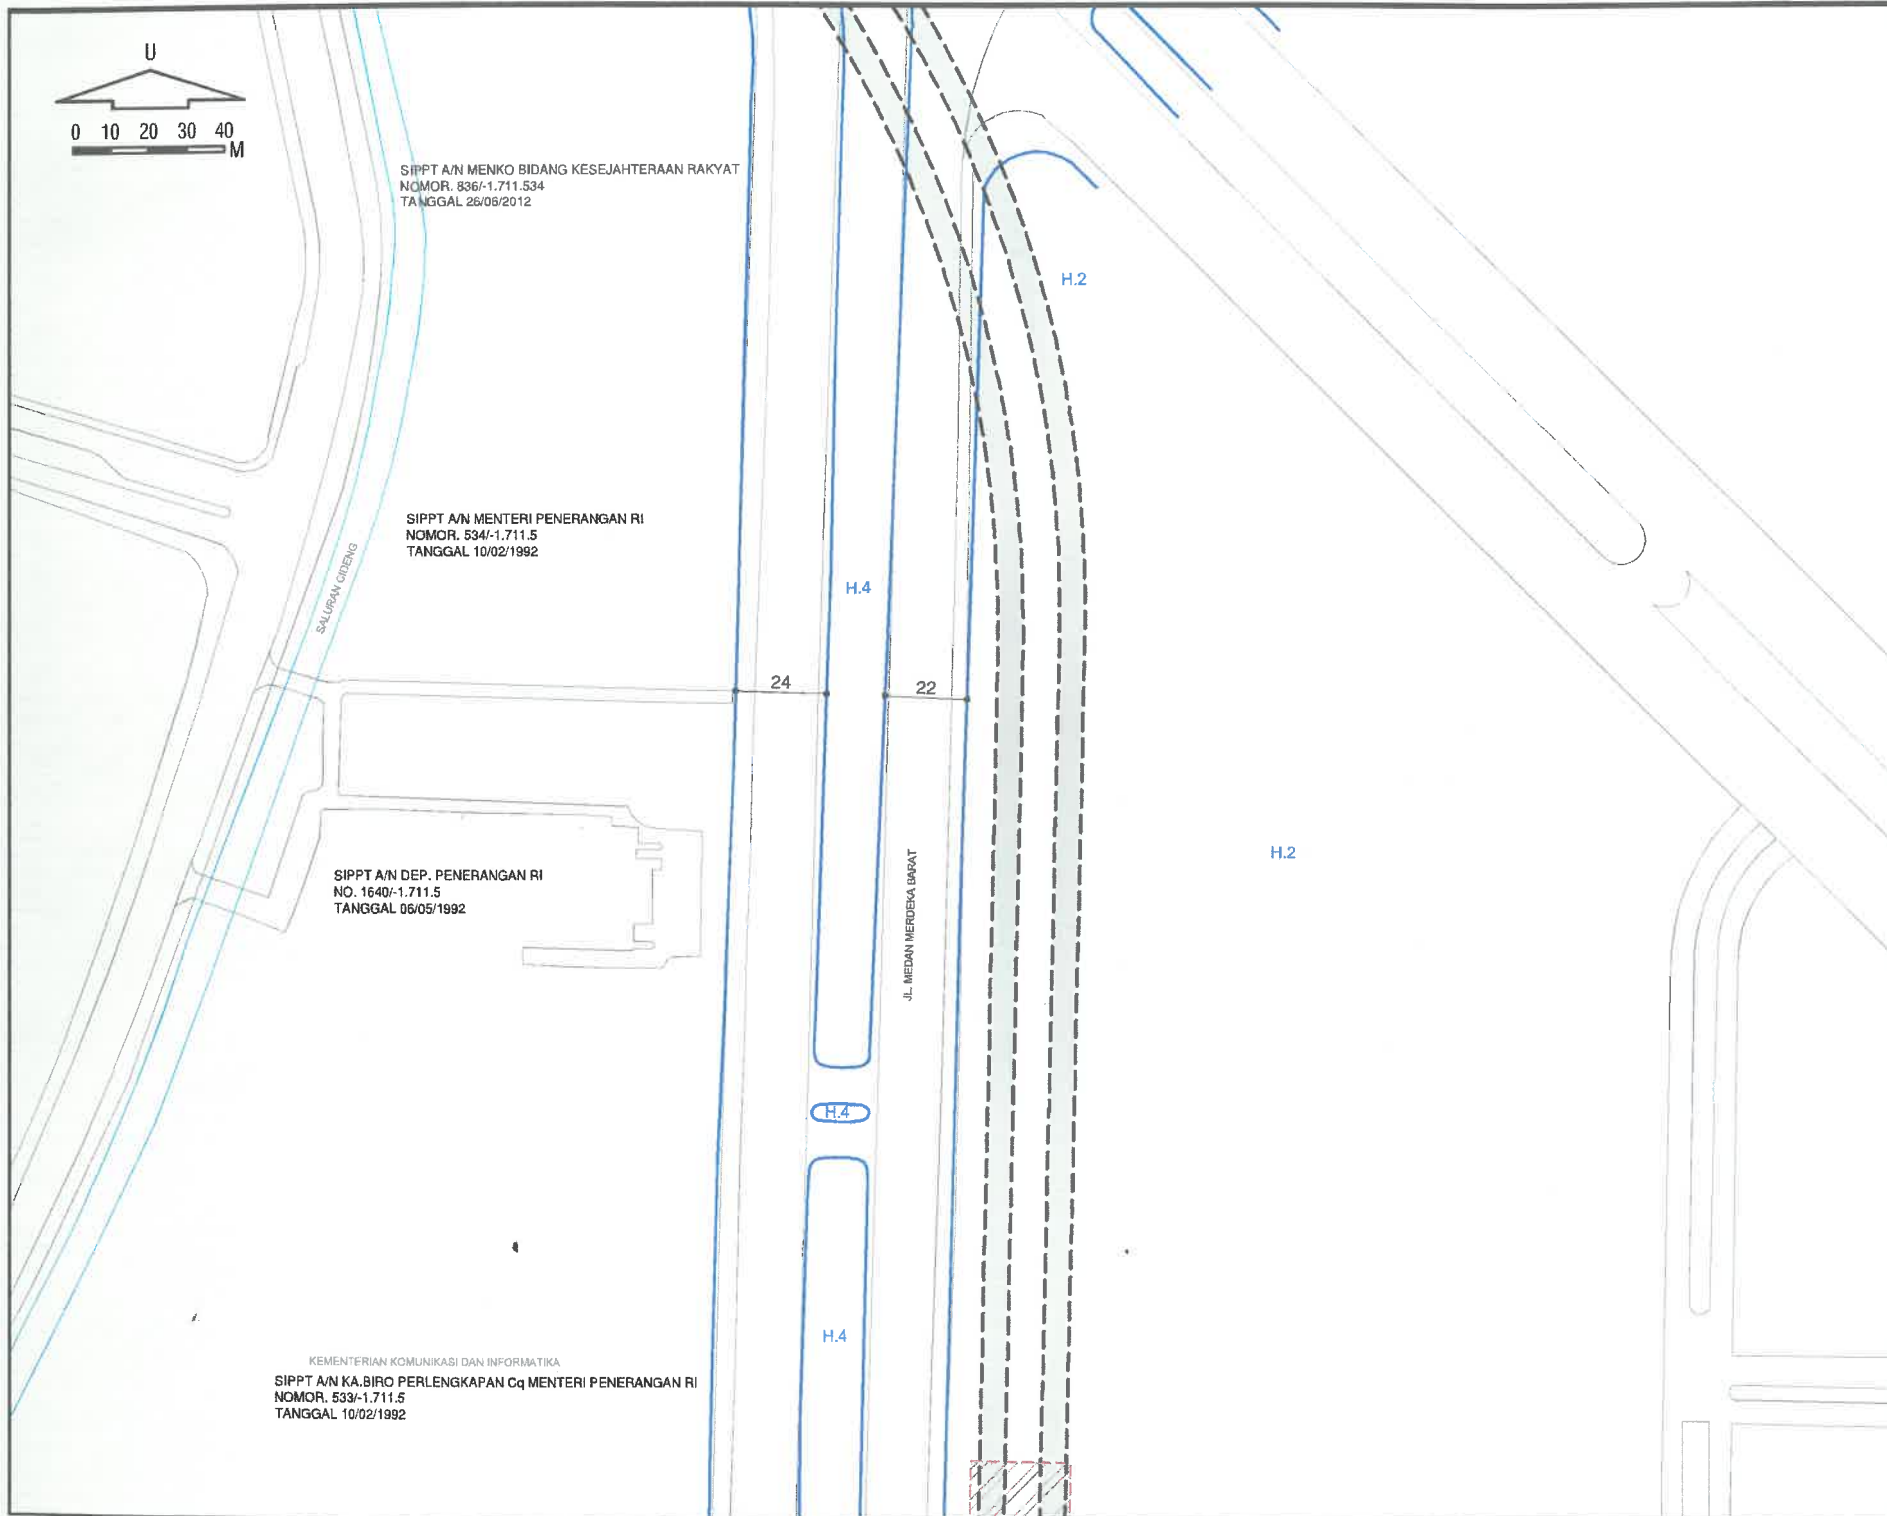 U
0 10 20 30 40
M
SIPPT A/N MENKO BIDANG KESEJAHTERAAN RAKYAT
NOMOR. 836/-1.711.534
TANGGAL 26/06/2012
H.2
SIPPT A/N MENTERI PENERANGAN RI
NOMOR. 534/-1.711.5
TANGGAL 10/02/1992
SALURAN CIDENG
H.4
24
22
H.2
JL. MEDAN MERDEKA BARAT
SIPPT A/N DEP. PENERANGAN RI
NO. 1640/-1.711.5
TANGGAL 06/05/1992
H.4
H.4
KEMENTERIAN KOMUNIKASI DAN INFORMATIKA
SIPPT A/N KA.BIRO PERLENGKAPAN Cq MENTERI PENERANGAN RI
NOMOR. 533/-1.711.5
TANGGAL 10/02/1992